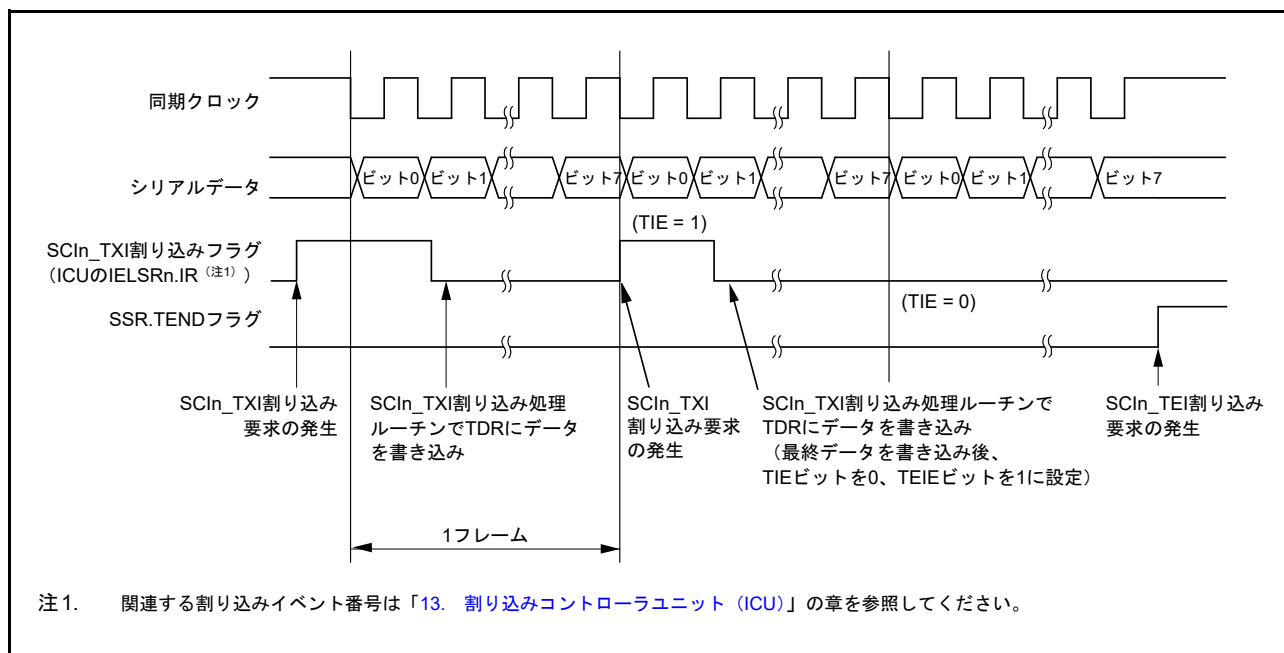 同期クロック
シリアルデータ
ビット0 ビット1 ビット7 ビット0 ビット1 ビット7 ビット0 ビット1 ビット7
(TIE = 1)
SCIn_TXI割り込みフラグ
（ICUのIELSRn.IR（注1））
(TIE = 0)
SSR.TENDフラグ
SCIn_TXI割り込み
要求の発生
SCIn_TXI割り込み処理
ルーチンでTDRにデータ
を書き込み
SCIn_TXI
割り込み要求
の発生
SCIn_TXI割り込み処理ルーチンで
TDRにデータを書き込み
（最終データを書き込み後、
TIEビットを0、TEIEビットを1に設定）
SCIn_TEI割り込み
要求の発生
1フレーム
注1. 関連する割り込みイベント番号は「13. 割り込みコントローラユニット（ICU）」の章を参照してください。